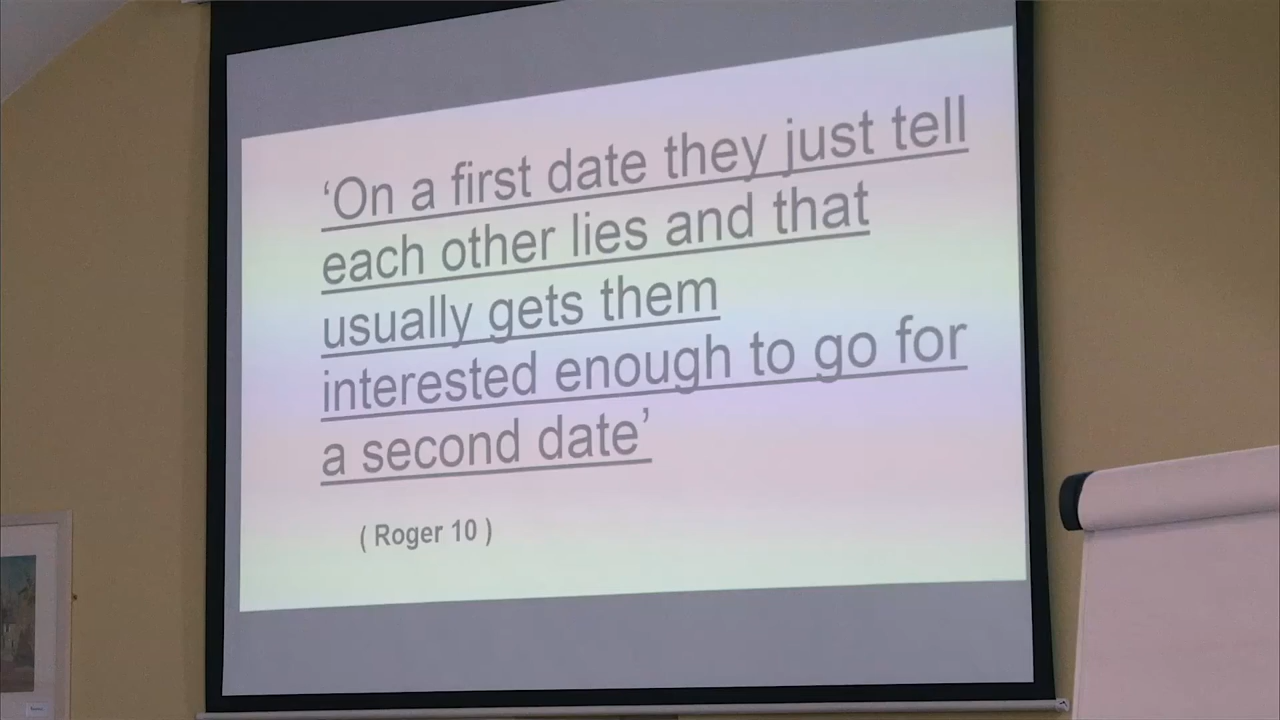 ‘On a first date they just tell
each other lies and that
usually gets them
interested enough to go for
a second date’
( Roger 10 )